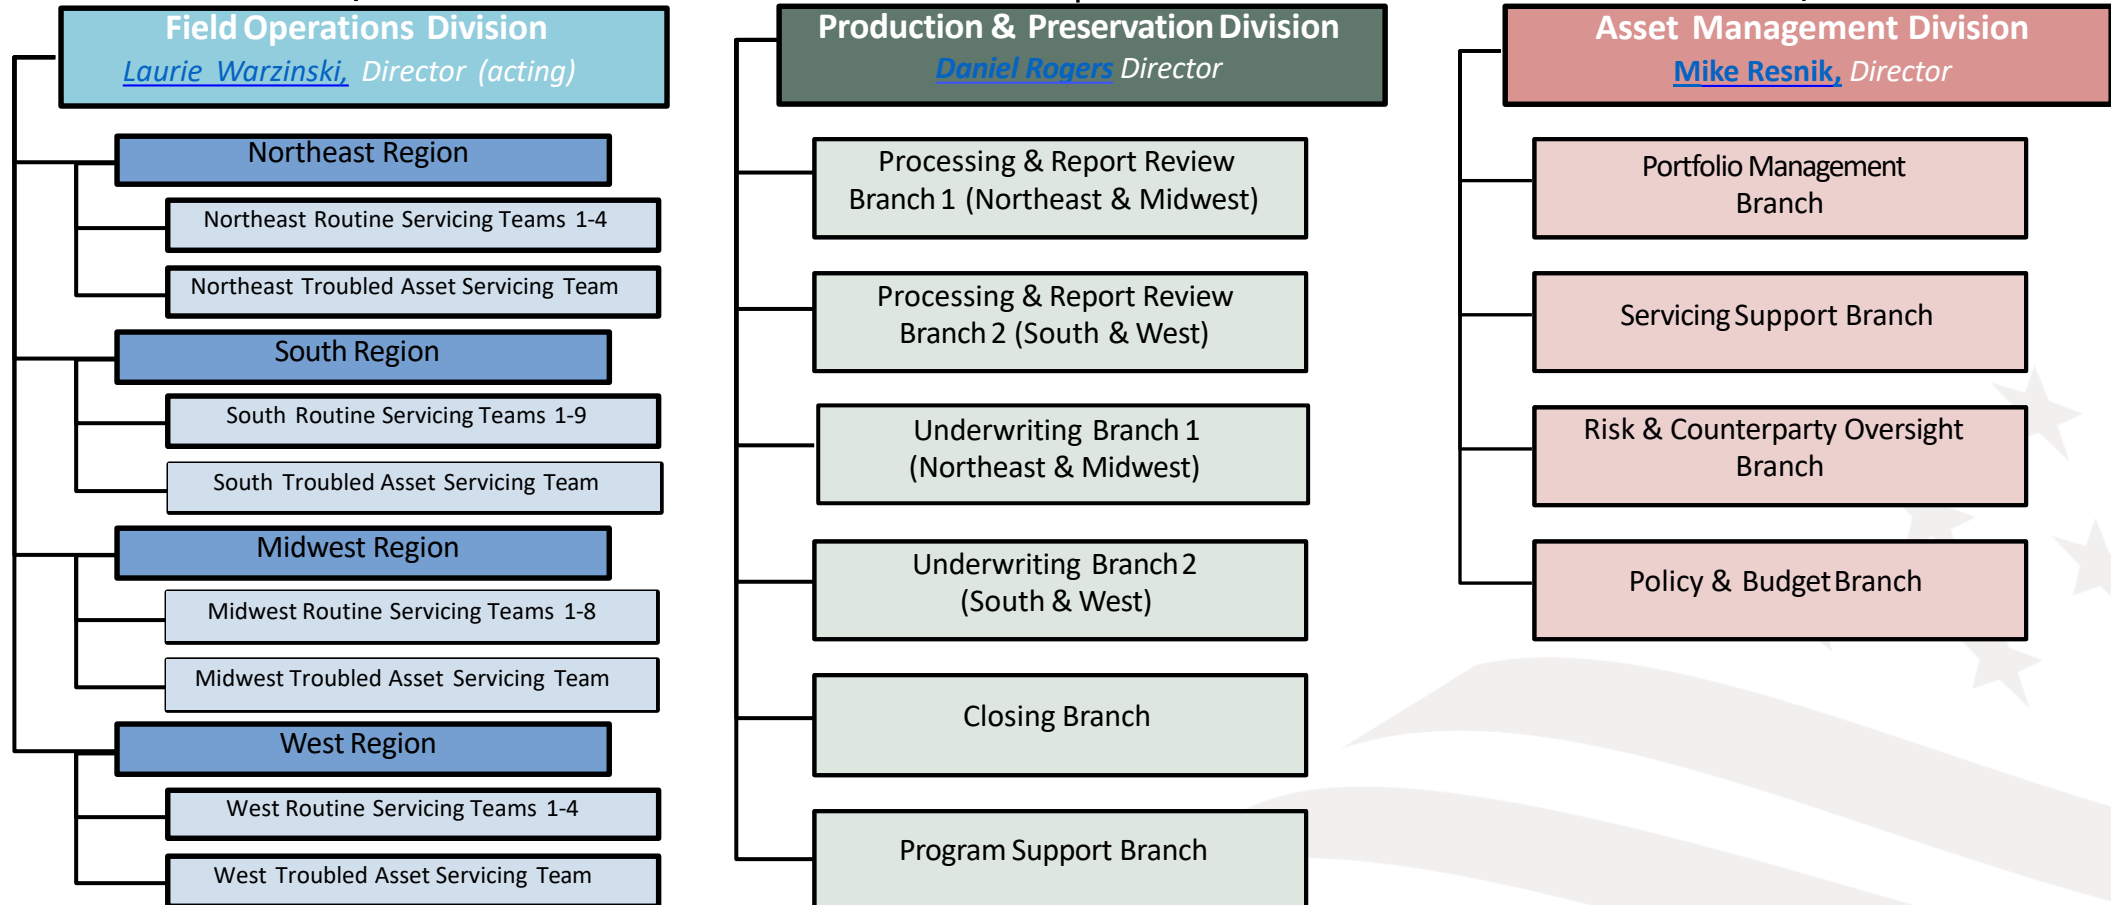 Field Operations Division
Laurie Warzinski, Director (acting)
Northeast Region
Northeast Routine Servicing Teams 1-4
Northeast Troubled Asset Servicing Team
South Region
South Routine Servicing Teams 1-9
South Troubled Asset Servicing Team
Midwest Region
Midwest Routine Servicing Teams 1-8
Midwest Troubled Asset Servicing Team
West Region
West Routine Servicing Teams 1-4
West Troubled Asset Servicing Team
Production & Preservation Division
Daniel Rogers Director
Processing & Report Review
Branch 1 (Northeast & Midwest)
Processing & Report Review
Branch 2 (South & West)
Underwriting Branch 1
(Northeast & Midwest)
Underwriting Branch 2
(South & West)
Closing Branch
Program Support Branch
Asset Management Division
Mike Resnik, Director
Portfolio Management
Branch
Servicing Support Branch
Risk & Counterparty Oversight
Branch
Policy & Budget Branch